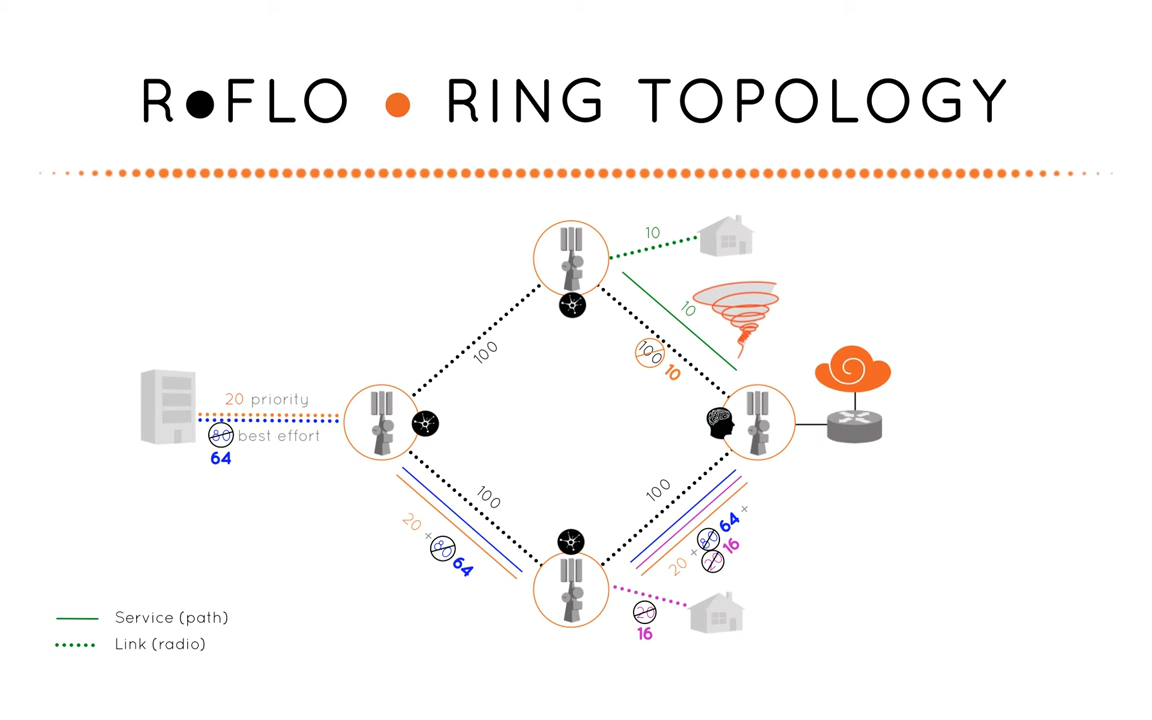 R●FLO ● RING TOPOLOGY
10
10
100
100 10
20 priority
80 best effort
64
100
100
20 + 80 64
20 + 80 64 +
20 16
20
16
Service (path)
Link (radio)